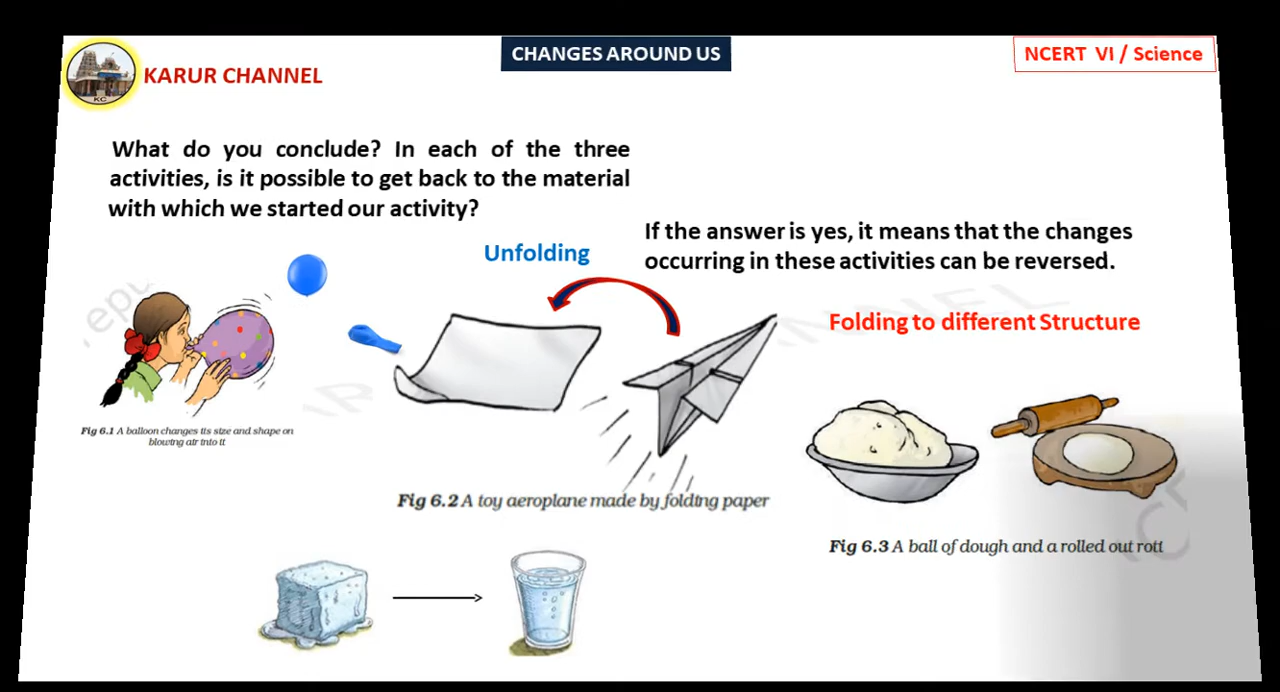 CHANGES AROUND US
NCERT VI / Science
KARUR CHANNEL
KC
What do you conclude? In each of the three
activities, is it possible to get back to the material
with which we started our activity?
If the answer is yes, it means that the changes
occurring in these activities can be reversed.
Unfolding
Folding to different Structure
Fig 6.1 A balloon changes its size and shape on
blowing air into it
Fig 6.2 A toy aeroplane made by folding paper
Fig 6.3 A ball of dough and a rolled out roti